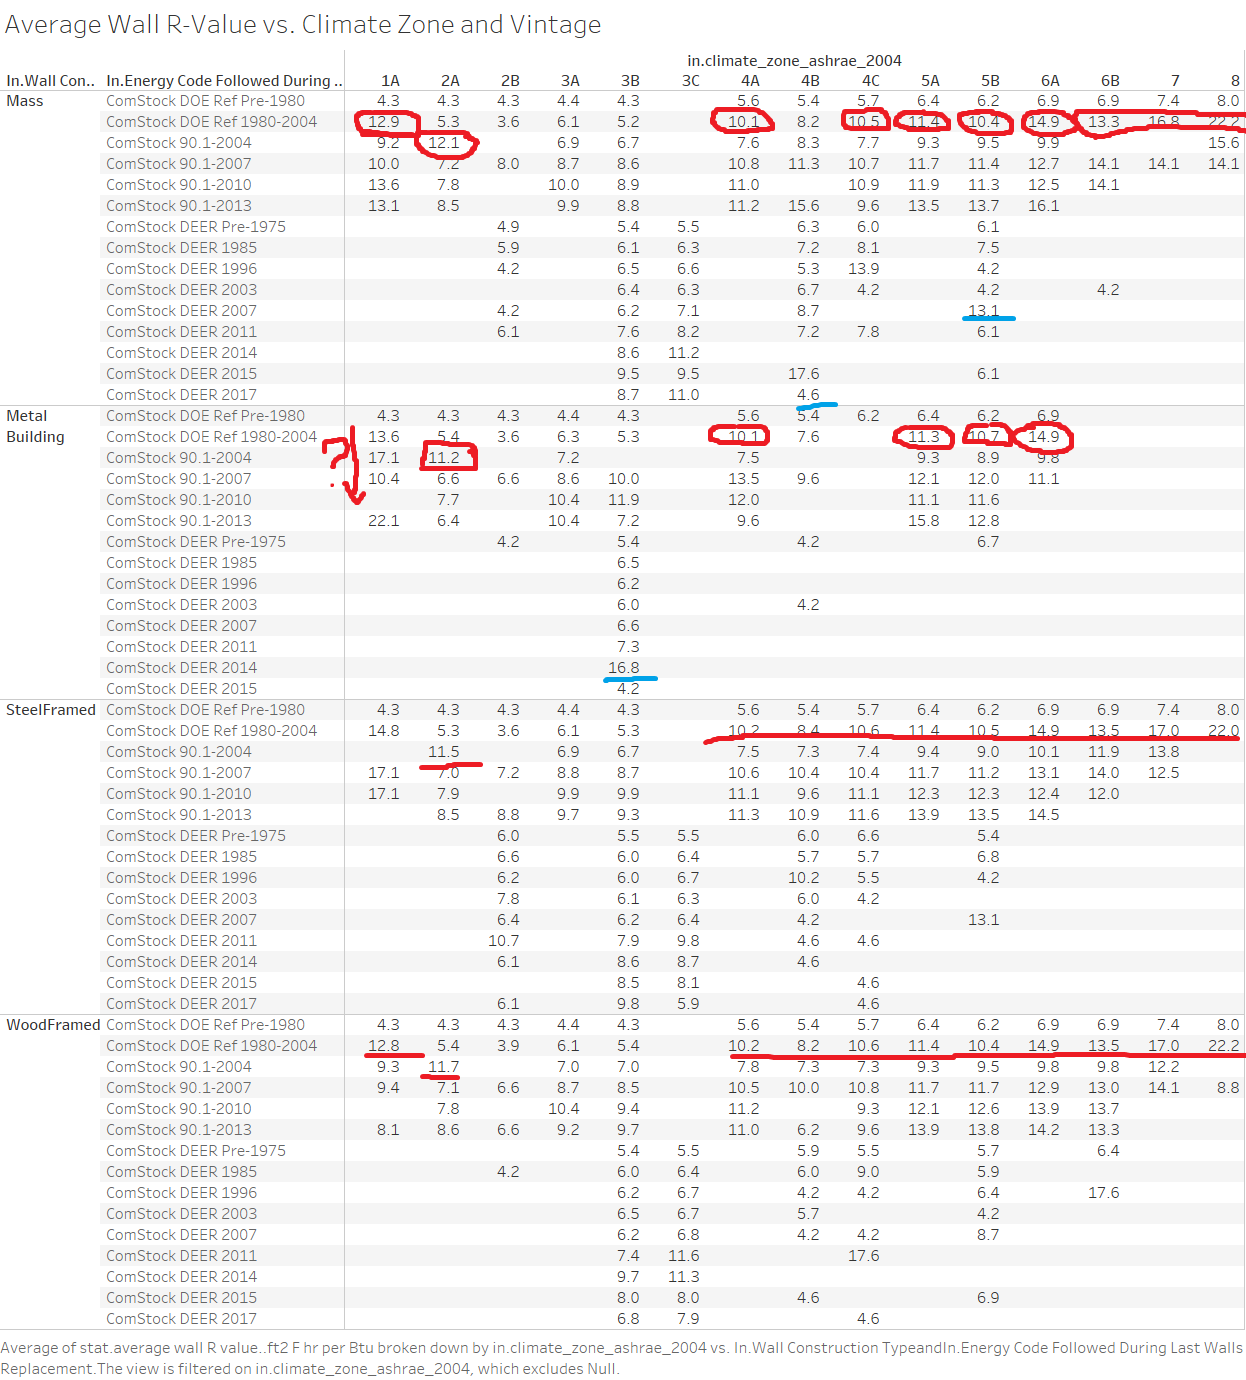 Average Wall R-Value vs. Climate Zone and Vintage
in.climate_zone_ashrae_2004
In.Wall Con.. In.Energy Code Followed During .. 1A 2A 2B 3A 3B 3C 4A 4B 4C 5A 5B 6A 6B 7 8
Mass ComStock DOE Ref Pre-1980 4.3 4.3 4.3 4.4 4.3 5.6 5.4 5.7 6.4 6.2 6.9 6.9 7.4 8.0
ComStock DOE Ref 1980-2004 12.9 5.3 3.6 6.1 5.2 10.1 8.2 10.5 11.4 10.4 14.9 13.3 16.8 22.2
ComStock 90.1-2004 9.2 12.1 6.9 6.7 7.6 8.3 7.7 9.3 9.5 9.9 15.6
ComStock 90.1-2007 10.0 7.2 8.0 8.7 8.6 10.8 11.3 10.7 11.7 11.4 12.7 14.1 14.1 14.1
ComStock 90.1-2010 13.6 7.8 10.0 8.9 11.0 10.9 11.9 11.3 12.5 14.1
ComStock 90.1-2013 13.1 8.5 9.9 8.8 11.2 15.6 9.6 13.5 13.7 16.1
ComStock DEER Pre-1975 4.9 5.4 5.5 6.3 6.0 6.1
ComStock DEER 1985 5.9 6.1 6.3 7.2 8.1 7.5
ComStock DEER 1996 4.2 6.5 6.6 5.3 13.9 4.2
ComStock DEER 2003 6.4 6.3 6.7 4.2 4.2 4.2
ComStock DEER 2007 4.2 6.2 7.1 8.7 13.1
ComStock DEER 2011 6.1 7.6 8.2 7.2 7.8 6.1
ComStock DEER 2014 8.6 11.2
ComStock DEER 2015 9.5 9.5 17.6 6.1
ComStock DEER 2017 8.7 11.0 4.6
Metal ComStock DOE Ref Pre-1980 4.3 4.3 4.3 4.4 4.3 5.6 5.4 6.2 6.4 6.2 6.9
Building ComStock DOE Ref 1980-2004 13.6 5.4 3.6 6.3 5.3 10.1 7.6 11.3 10.7 14.9
ComStock 90.1-2004 17.1 11.2 7.2 7.5 9.3 8.9 9.8
?
ComStock 90.1-2007 10.4 6.6 6.6 8.6 10.0 13.5 9.6 12.1 12.0 11.1
ComStock 90.1-2010 7.7 10.4 11.9 12.0 11.1 11.6
ComStock 90.1-2013 22.1 6.4 10.4 7.2 9.6 15.8 12.8
ComStock DEER Pre-1975 4.2 5.4 4.2 6.7
ComStock DEER 1985 6.5
ComStock DEER 1996 6.2
ComStock DEER 2003 6.0 4.2
ComStock DEER 2007 6.6
ComStock DEER 2011 7.3
ComStock DEER 2014 16.8
ComStock DEER 2015 4.2
SteelFramed ComStock DOE Ref Pre-1980 4.3 4.3 4.3 4.4 4.3 5.6 5.4 5.7 6.4 6.2 6.9 6.9 7.4 8.0
ComStock DOE Ref 1980-2004 14.8 5.3 3.6 6.1 5.3 10.2 8.4 10.6 11.4 10.5 14.9 13.5 17.0 22.0
ComStock 90.1-2004 11.5 6.9 6.7 7.5 7.3 7.4 9.4 9.0 10.1 11.9 13.8
ComStock 90.1-2007 17.1 7.0 7.2 8.8 8.7 10.6 10.4 10.4 11.7 11.2 13.1 14.0 12.5
ComStock 90.1-2010 17.1 7.9 9.9 9.9 11.1 9.6 11.1 12.3 12.3 12.4 12.0
ComStock 90.1-2013 8.5 8.8 9.7 9.3 11.3 10.9 11.6 13.9 13.5 14.5
ComStock DEER Pre-1975 6.0 5.5 5.5 6.0 6.6 5.4
ComStock DEER 1985 6.6 6.0 6.4 5.7 5.7 6.8
ComStock DEER 1996 6.2 6.0 6.7 10.2 5.5 4.2
ComStock DEER 2003 7.8 6.1 6.3 6.0 4.2
ComStock DEER 2007 6.4 6.2 6.4 4.2 13.1
ComStock DEER 2011 10.7 7.9 9.8 4.6 4.6
ComStock DEER 2014 6.1 8.6 8.7 4.6
ComStock DEER 2015 8.5 8.1 4.6
ComStock DEER 2017 6.1 9.8 5.9 4.6
WoodFramed ComStock DOE Ref Pre-1980 4.3 4.3 4.3 4.4 4.3 5.6 5.4 5.7 6.4 6.2 6.9 6.9 7.4 8.0
ComStock DOE Ref 1980-2004 12.8 5.4 3.9 6.1 5.4 10.2 8.2 10.6 11.4 10.4 14.9 13.5 17.0 22.2
ComStock 90.1-2004 9.3 11.7 7.0 7.0 7.8 7.3 7.3 9.3 9.5 9.8 9.8 12.2
ComStock 90.1-2007 9.4 7.1 6.6 8.7 8.5 10.5 10.0 10.8 11.7 11.7 12.9 13.0 14.1 8.8
ComStock 90.1-2010 7.8 10.4 9.4 11.2 9.3 12.1 12.6 13.9 13.7
ComStock 90.1-2013 8.1 8.6 6.6 9.2 9.7 11.0 6.2 9.6 13.9 13.8 14.2 13.3
ComStock DEER Pre-1975 5.4 5.5 5.9 5.5 5.7 6.4
ComStock DEER 1985 4.2 6.0 6.4 6.0 9.0 5.9
ComStock DEER 1996 6.2 6.7 4.2 4.2 6.4 17.6
ComStock DEER 2003 6.5 6.7 5.7 4.2
ComStock DEER 2007 6.2 6.8 4.2 4.2 8.7
ComStock DEER 2011 7.4 11.6 17.6
ComStock DEER 2014 9.7 11.3
ComStock DEER 2015 8.0 8.0 4.6 6.9
ComStock DEER 2017 6.8 7.9 4.6
Average of stat.average wall R value..ft2 F hr per Btu broken down by in.climate_zone_ashrae_2004 vs. In.Wall Construction TypeandIn.Energy Code Followed During Last Walls
Replacement.The view is filtered on in.climate_zone_ashrae_2004, which excludes Null.